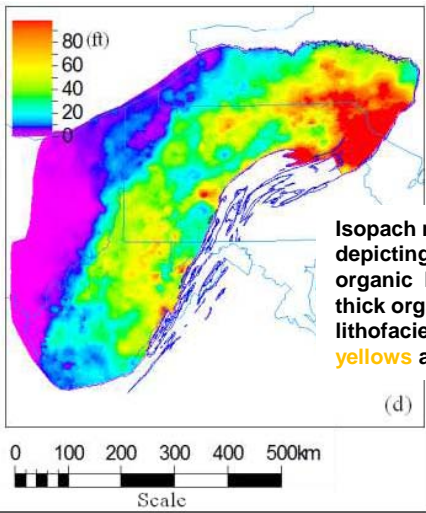 80 (ft)
60
40
20
0
Isopach
depicting
organic
thick
lithofacie
yellows
(d)
0 100 200 300 400 500km
Scale